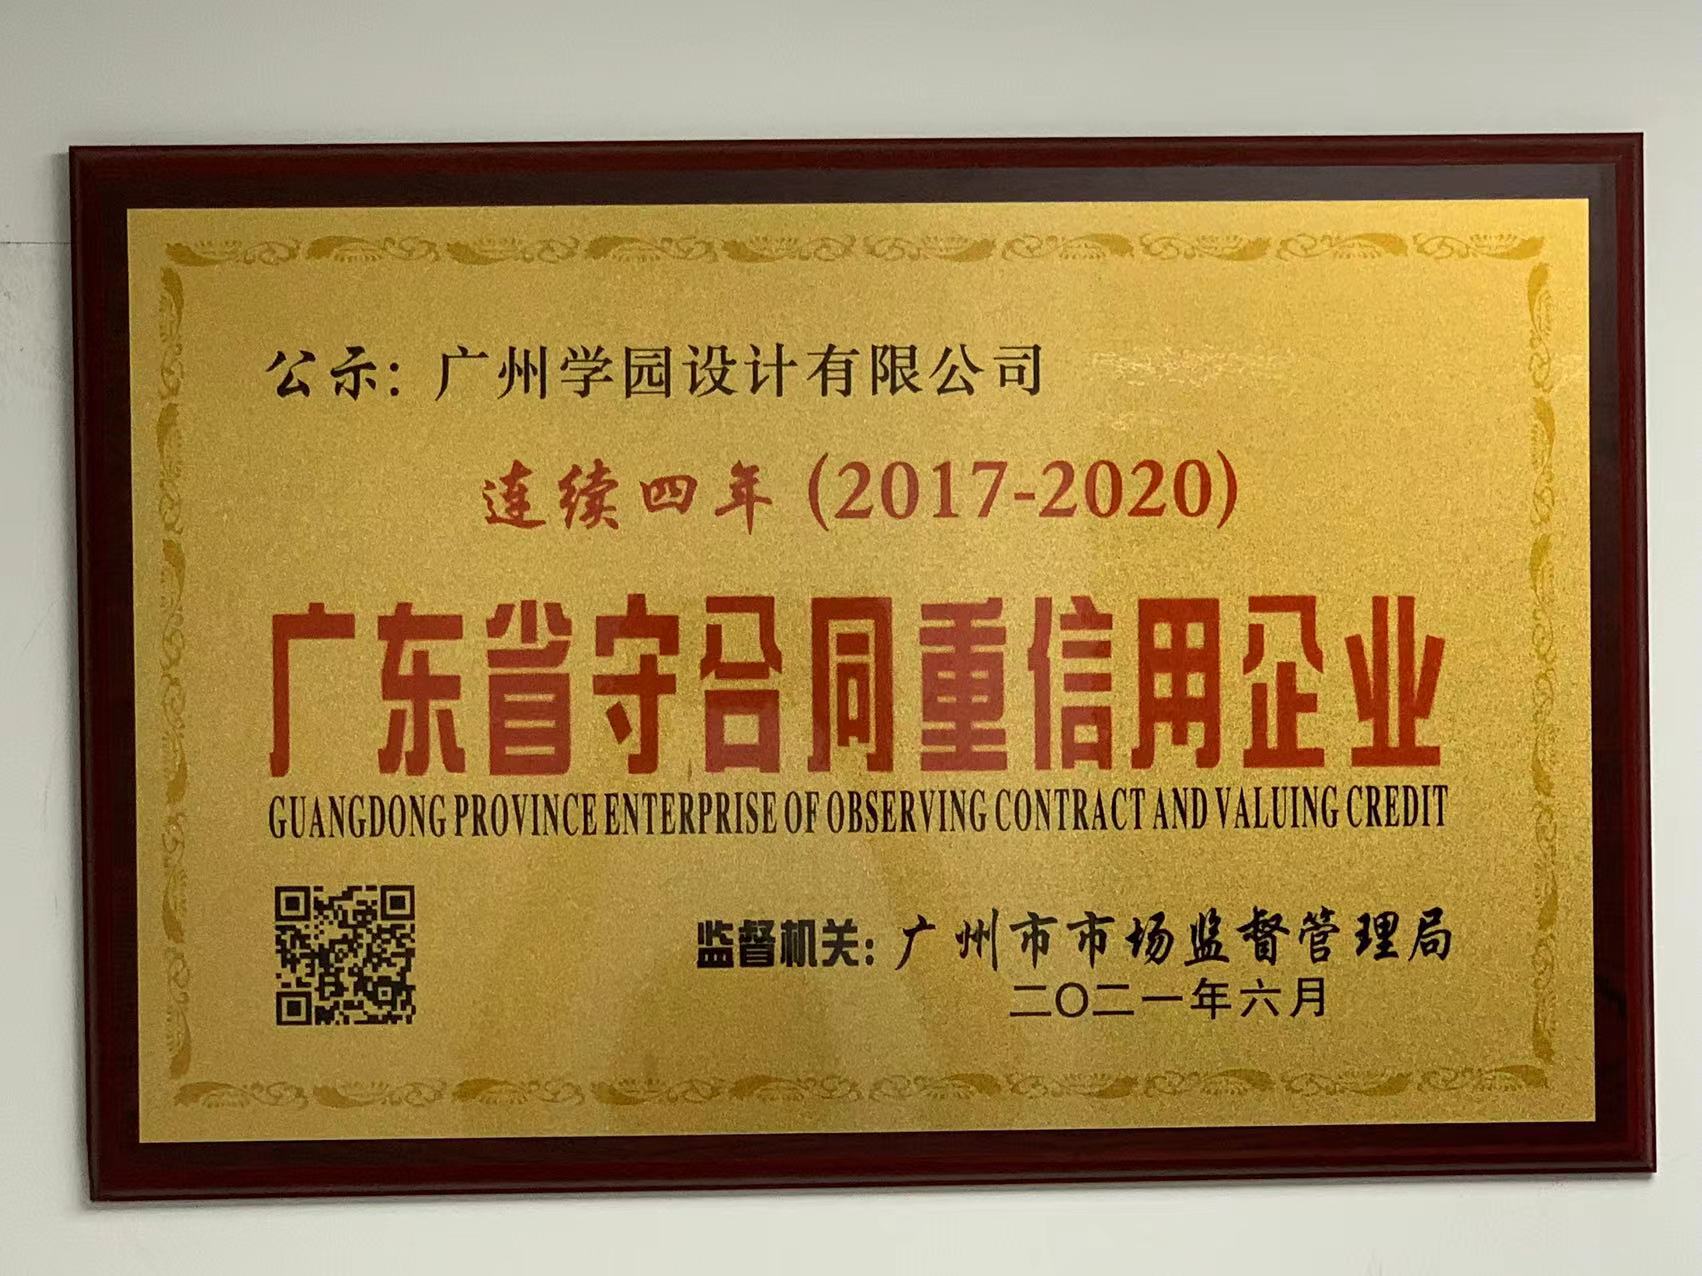 公示：广州学园设计有限公司
连续四年（2017-2020）
广东省守合同重信用企业
GUANGDONG PROVINCE ENTERPRISE OF OBSERVING CONTRACT AND VALUING CREDIT
监督机关：广州市市场监督管理局
二〇二一年六月